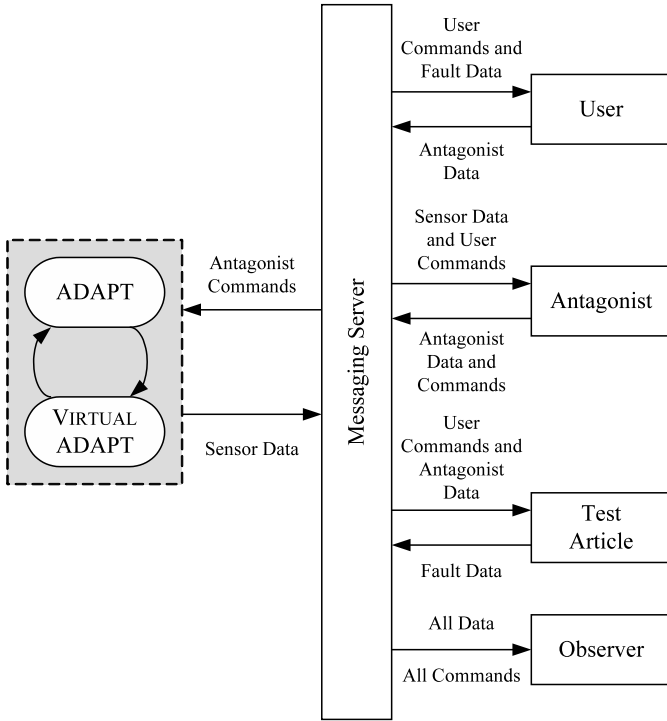 User
Commands and
Fault Data
User
Antagonist
Data
Sensor Data
and User
Commands
Antagonist
Antagonist
Data and
Commands
Antagonist
Commands
ADAPT
VIRTUAL
ADAPT
Sensor Data
Messaging Server
User
Commands and
Antagonist
Data
Test
Article
Fault Data
All Data
Observer
All Commands